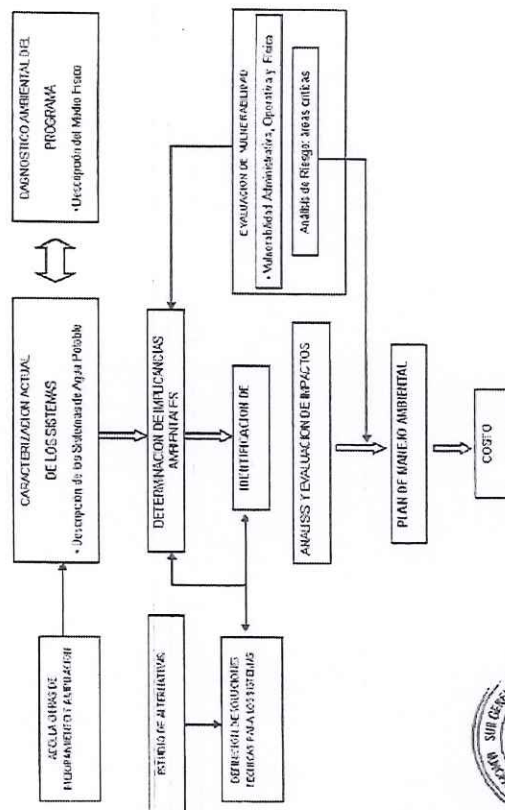 DIAGNOSTICO AMBIENTAL DEL
PROGRAMA
• Descripción del Medio Físico
CARACTERIZACION ACTUAL
DE LOS SISTEMAS
• Descripción de los Sistemas de Agua Potable
OBRAS DE
MEJORAMIENTO Y AMPLIACION
EVALUACION DE VULNERABILIDAD
• Vulnerabilidad Administrativa, Operativa y Física
Análisis de Riesgo: áreas críticas
DETERMINACION DE IMPLICANCIAS
AMBIENTALES
ESTUDIO DE ALTERNATIVAS
IDENTIFICACION DE
DEFINICION DE SOLUCIONES
TECNICAS PARA LOS SISTEMAS
ANALISIS Y EVALUACION DE IMPACTOS
PLAN DE MANEJO AMBIENTAL
COSTO